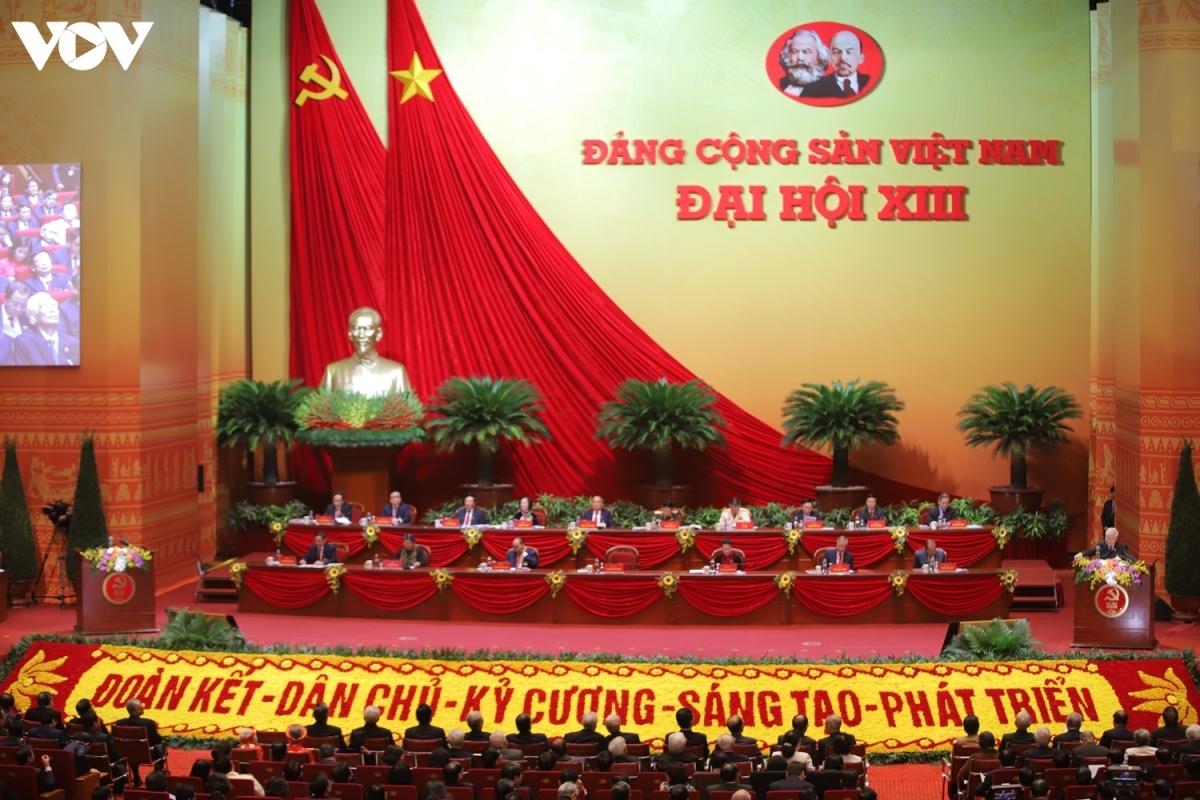 VOV
ĐẢNG CỘNG SẢN VIỆT NAM
ĐẠI HỘI XIII
ĐOÀN KẾT - DÂN CHỦ - KỶ CƯƠNG - SÁNG TẠO - PHÁT TRIỂN